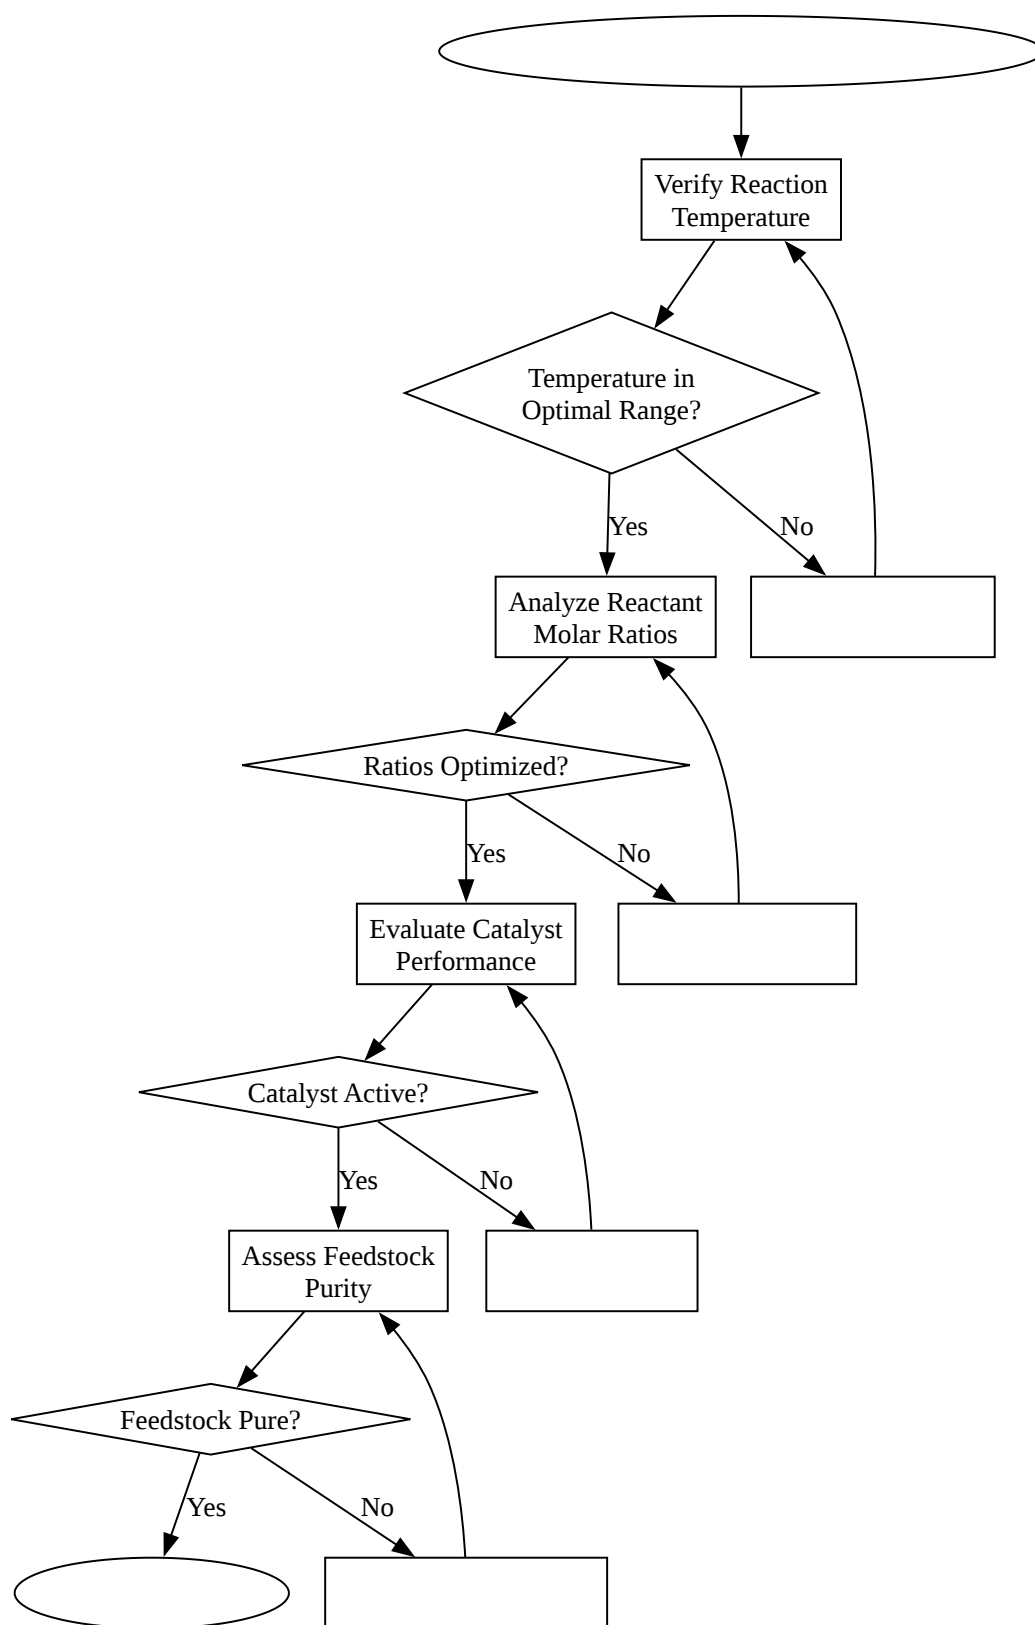 Verify Reaction
Temperature
Temperature in
Optimal Range?
Yes
No
Analyze Reactant
Molar Ratios
Ratios Optimized?
Yes
No
Evaluate Catalyst
Performance
Catalyst Active?
Yes
No
Assess Feedstock
Purity
Feedstock Pure?
Yes
No